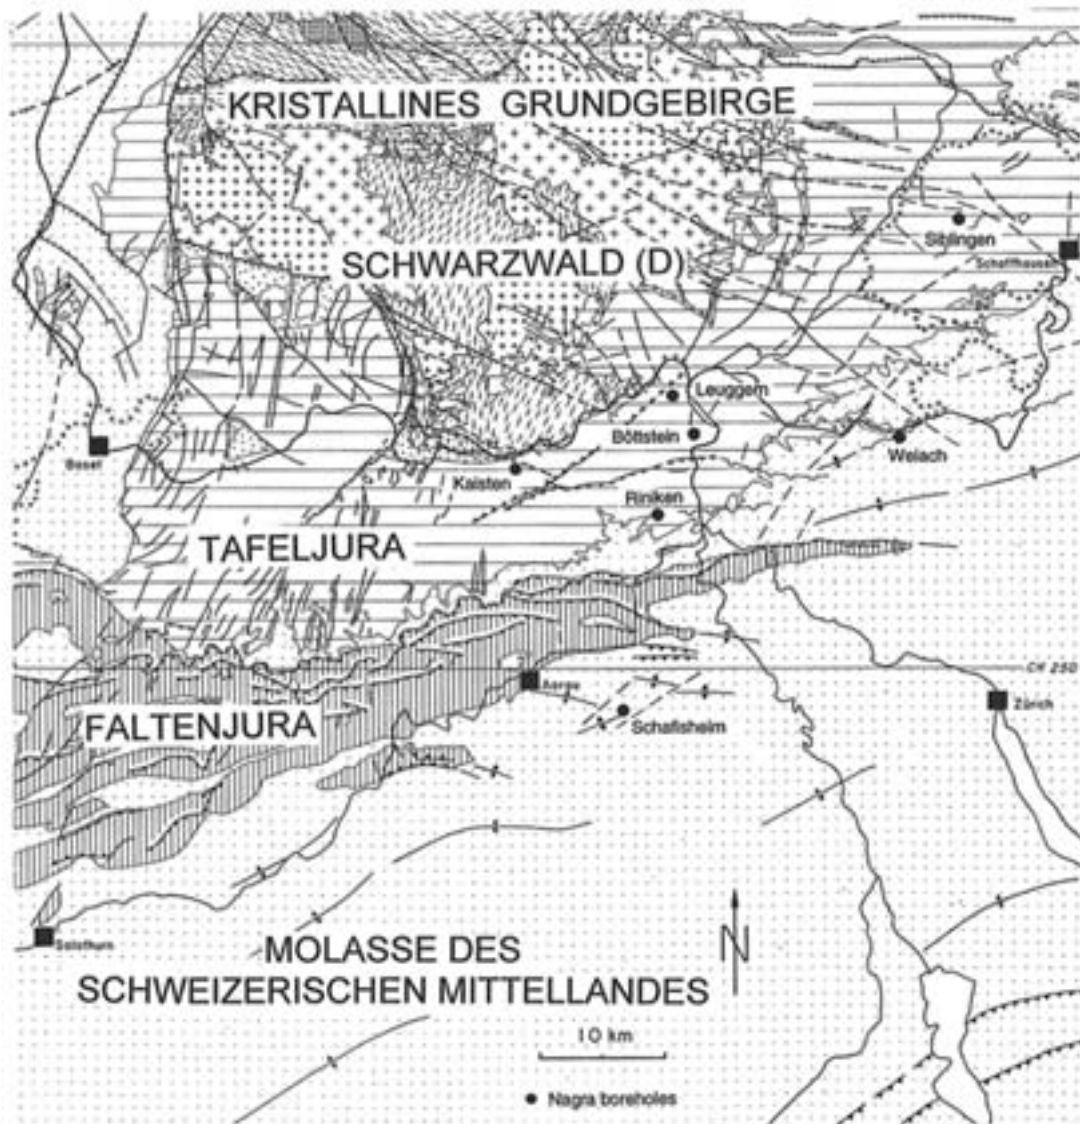 KRISTALLINES GRUNDGEBIRGE
SCHWARZWALD (D)
Siblingen
Schaffhausen
Leuggern
Böttstein
Basel
Weiach
Kaisten
Riniken
TAFELJURA
CH 250
Aarau
Zürich
FALTENJURA
Schafisheim
Solothurn
N
MOLASSE DES
SCHWEIZERISCHEN MITTELLANDES
10 km
Nagra boreholes